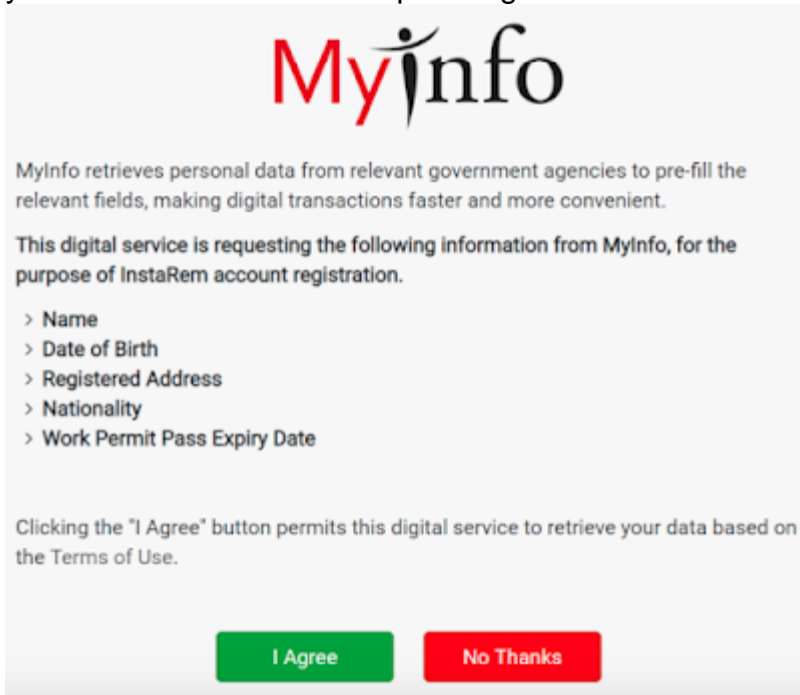 MyInfo
MyInfo retrieves personal data from relevant government agencies to pre-fill the
relevant fields, making digital transactions faster and more convenient.
This digital service is requesting the following information from MyInfo, for the
purpose of InstaRem account registration.
> Name
> Date of Birth
> Registered Address
> Nationality
> Work Permit Pass Expiry Date
Clicking the "I Agree" button permits this digital service to retrieve your data based on
the Terms of Use.
I Agree No Thanks